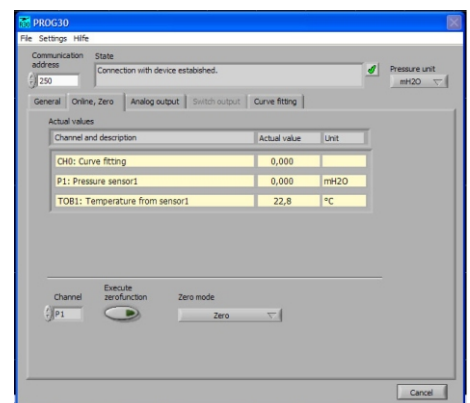 PROG30
File Settings Hilfe
Communication address
State
250
Connection with device estabished.
Pressure unit
mH2O
General
Online, Zero
Analog output
Switch output
Curve fitting
Actual values
Channel and description Actual value Unit
CH0: Curve fitting 0,000
P1: Pressure sensor1 0,000 mH2O
TOB1: Temperature from sensor1 22,8 °C
Channel
Execute zerofunction
Zero mode
P1
Zero
Cancel